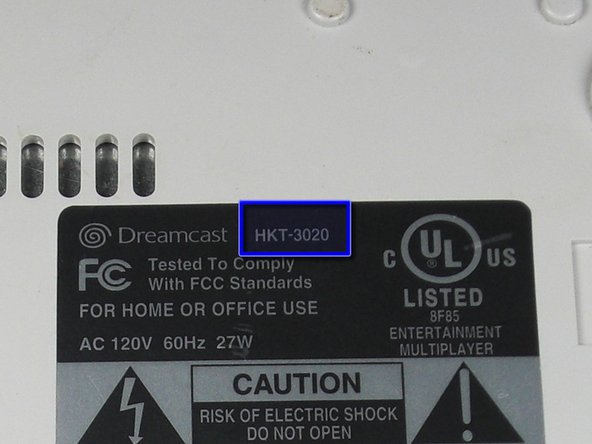 Dreamcast HKT-3020
FC Tested To Comply
With FCC Standards
FOR HOME OR OFFICE USE
AC 120V 60Hz 27W
C UL ® US
LISTED
8F85
ENTERTAINMENT
MULTIPLAYER
CAUTION
RISK OF ELECTRIC SHOCK
DO NOT OPEN